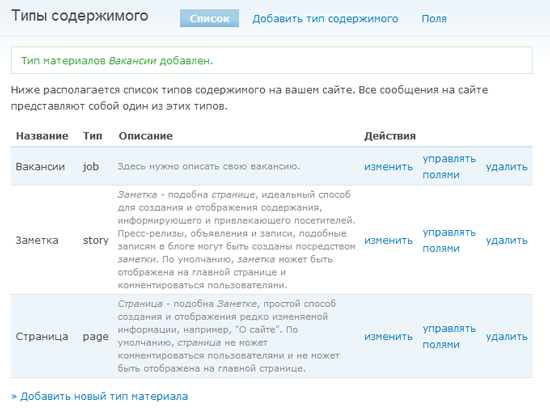 Типы содержимого Список Добавить тип содержимого Поля
Тип материалов Вакансии добавлен.
Ниже располагается список типов содержимого на вашем сайте. Все сообщения на сайте
представляют собой один из этих типов.
Название Тип Описание Действия
Вакансии job Здесь нужно описать свою вакансию. изменить управлять полями удалить
Заметка story Заметка - подобна странице, идеальный способ
для создания и отображения содержания,
информирующего и привлекающего посетителей.
Пресс-релизы, объявления и записи, подобные
записям в блоге могут быть созданы посредством
заметки. По умолчанию, заметка может быть
отображена на главной странице и
комментироваться пользователями.
изменить управлять полями удалить
Страница page Страница - подобна Заметке, простой способ
создания и отображения редко изменяемой
информации, например, "О сайте". По
умолчанию, страница не может
комментироваться пользователями и не может
быть отображена на главной странице.
изменить управлять полями удалить
» Добавить новый тип материала